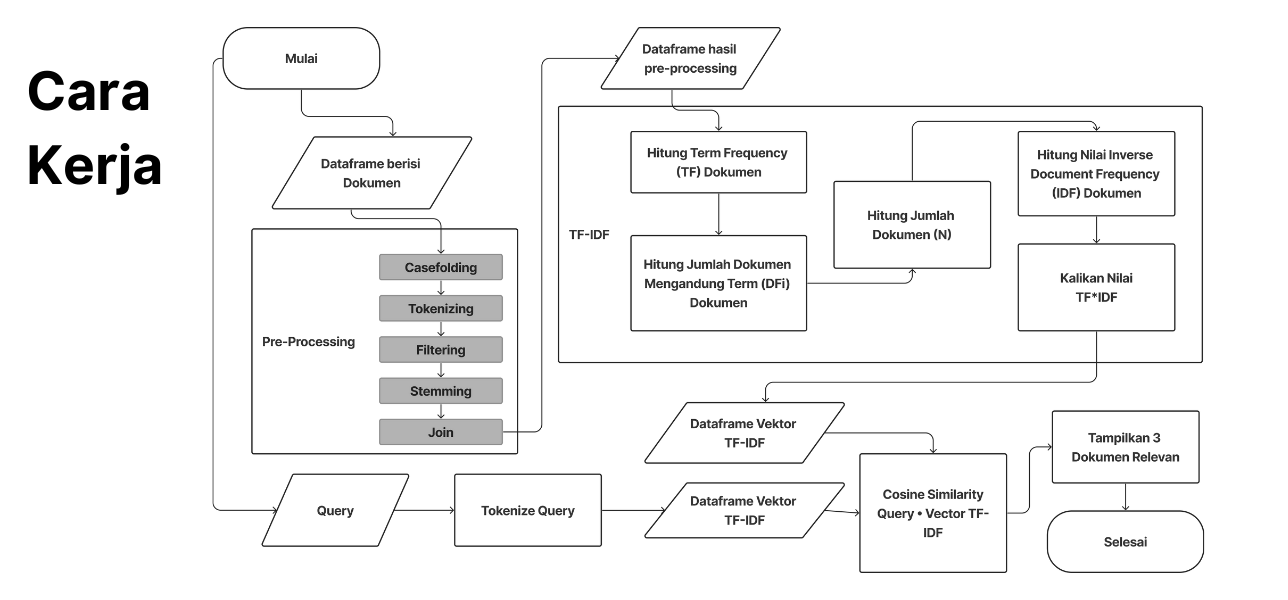 Cara
Kerja
Mulai
Dataframe berisi
Dokumen
Pre-Processing
Casefolding
Tokenizing
Filtering
Stemming
Join
Dataframe hasil
pre-processing
TF-IDF
Hitung Term Frequency
(TF) Dokumen
Hitung Jumlah Dokumen
Mengandung Term (DFi)
Dokumen
Hitung Jumlah
Dokumen (N)
Hitung Nilai Inverse
Document Frequency
(IDF) Dokumen
Kalikan Nilai
TF*IDF
Dataframe Vektor
TF-IDF
Query
Tokenize Query
Dataframe Vektor
TF-IDF
Cosine Similarity
Query • Vector TF-
IDF
Tampilkan 3
Dokumen Relevan
Selesai